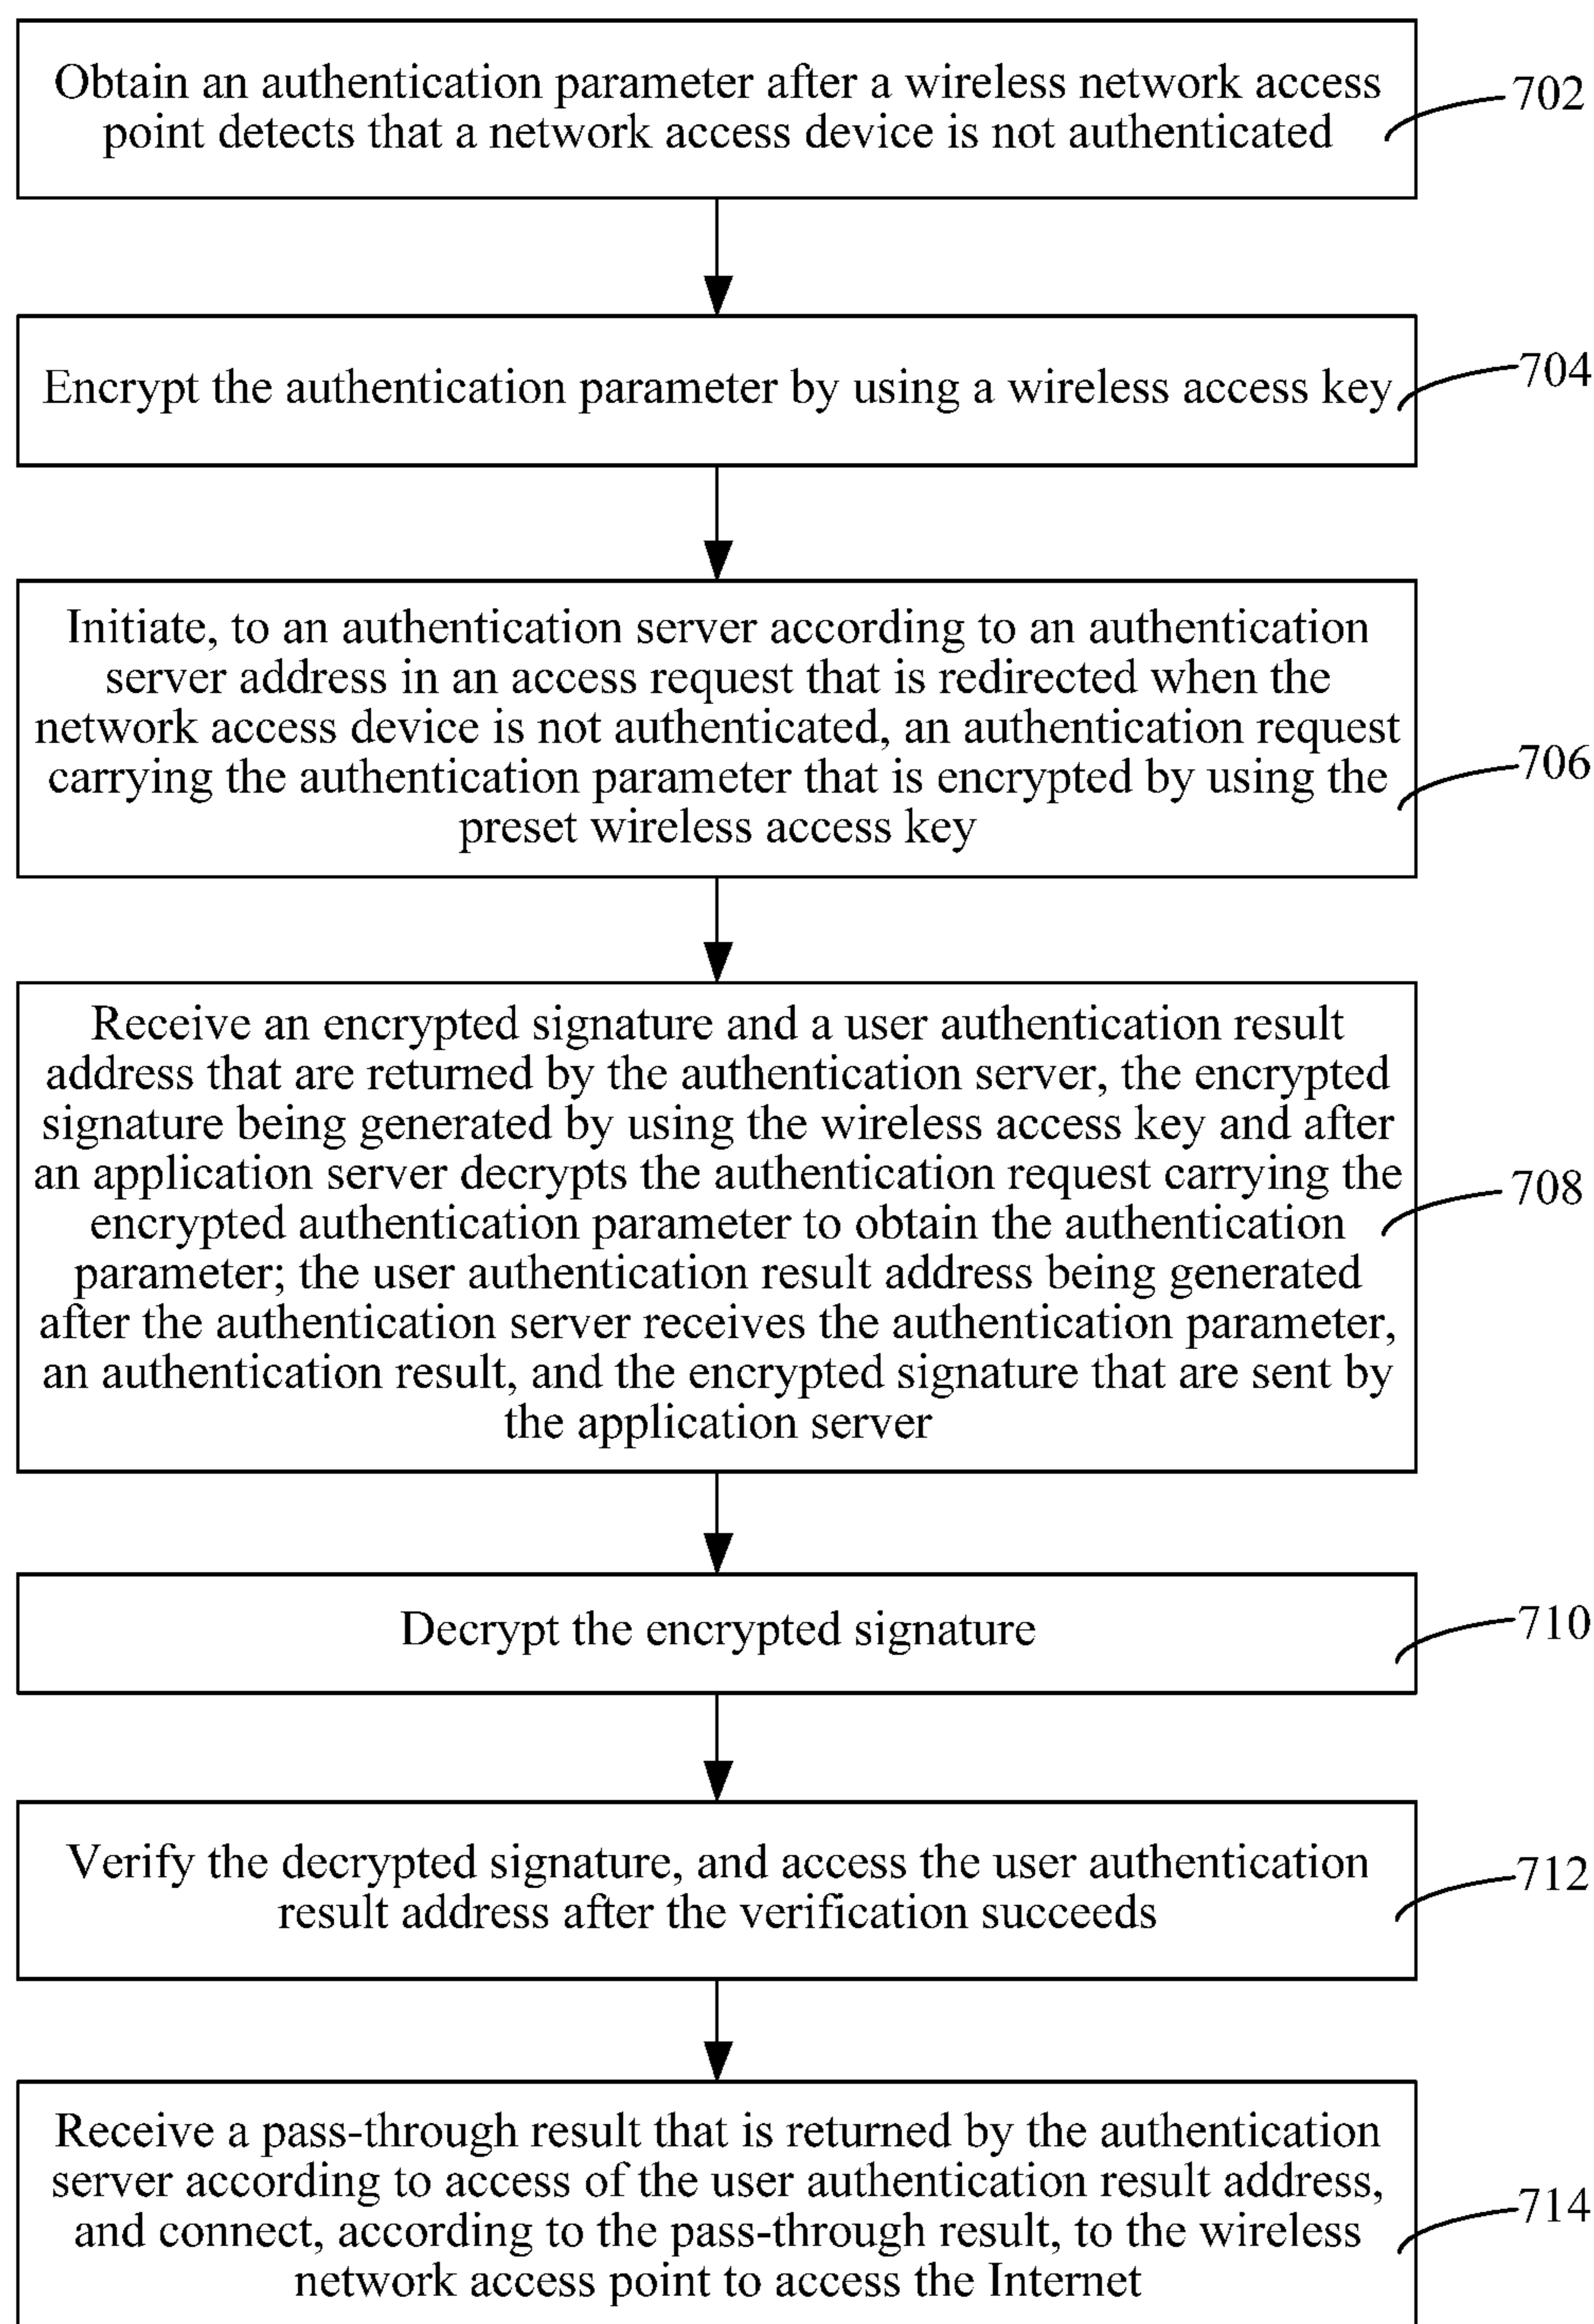 Obtain an authentication parameter after a wireless network access
point detects that a network access device is not authenticated
702
Encrypt the authentication parameter by using a wireless access key
704
Initiate, to an authentication server according to an authentication
server address in an access request that is redirected when the
network access device is not authenticated, an authentication request
carrying the authentication parameter that is encrypted by using the
preset wireless access key
706
Receive an encrypted signature and a user authentication result
address that are returned by the authentication server, the encrypted
signature being generated by using the wireless access key and after
an application server decrypts the authentication request carrying the
encrypted authentication parameter to obtain the authentication
parameter; the user authentication result address being generated
after the authentication server receives the authentication parameter,
an authentication result, and the encrypted signature that are sent by
the application server
708
Decrypt the encrypted signature
710
Verify the decrypted signature, and access the user authentication
result address after the verification succeeds
712
Receive a pass-through result that is returned by the authentication
server according to access of the user authentication result address,
and connect, according to the pass-through result, to the wireless
network access point to access the Internet
714